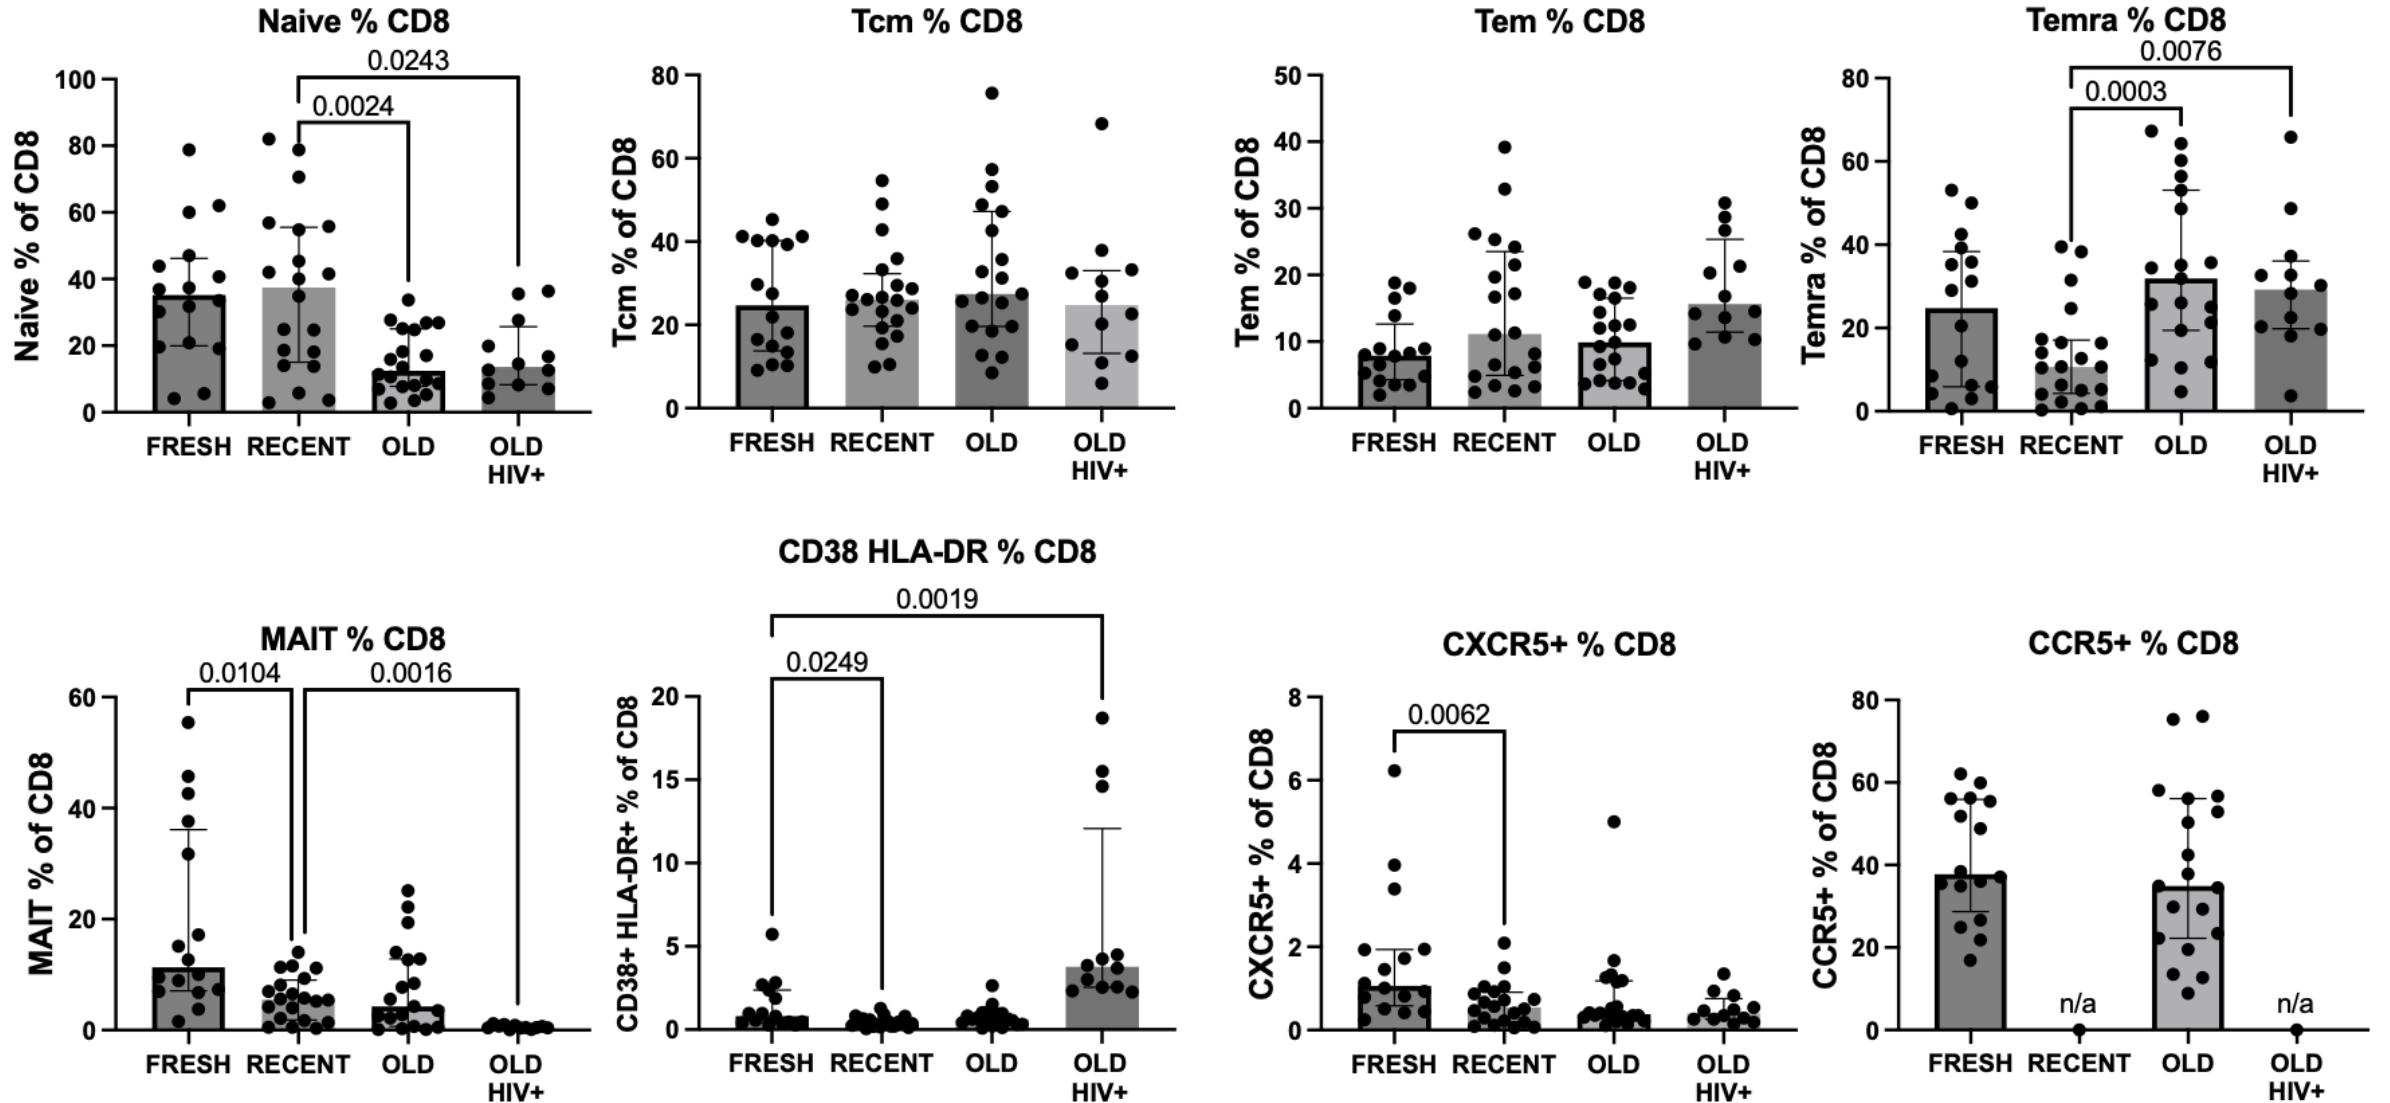 Naive % CD8
0.0243
0.0024
Naive % of CD8
100
80
60
40
20
0
FRESH RECENT OLD OLD HIV+
Tcm % CD8
Tcm % of CD8
80
60
40
20
0
FRESH RECENT OLD OLD HIV+
Tem % CD8
Tem % of CD8
50
40
30
20
10
0
FRESH RECENT OLD OLD HIV+
Temra % CD8
0.0076
0.0003
Temra % of CD8
80
60
40
20
0
FRESH RECENT OLD OLD HIV+
MAIT % CD8
0.0104 0.0016
MAIT % of CD8
60
40
20
0
FRESH RECENT OLD OLD HIV+
CD38 HLA-DR % CD8
0.0019
0.0249
CD38+ HLA-DR+ % of CD8
20
15
10
5
0
FRESH RECENT OLD OLD HIV+
CXCR5+ % CD8
0.0062
CXCR5+ % of CD8
8
6
4
2
0
FRESH RECENT OLD OLD HIV+
CCR5+ % CD8
CCR5+ % of CD8
80
60
40
20
0
n/a n/a
FRESH RECENT OLD OLD HIV+